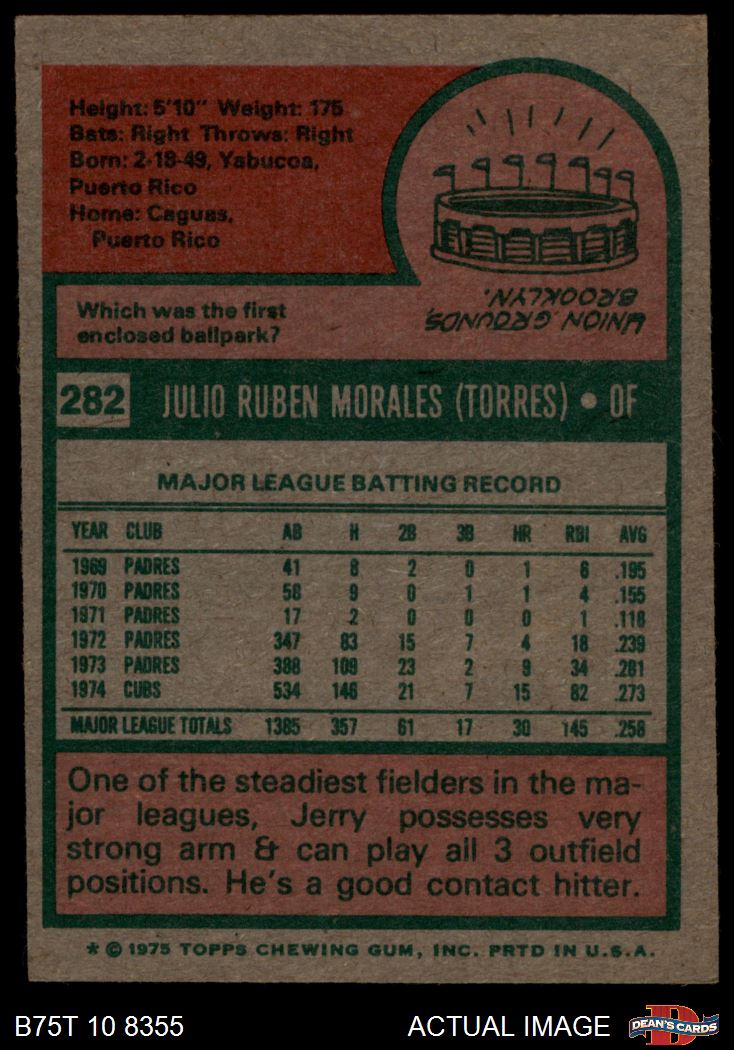 Height: 5'10" Weight: 175
Bats: Right Throws: Right
Born: 2-18-49, Yabucoa,
Puerto Rico
Home: Caguas,
Puerto Rico
Which was the first
enclosed ballpark?
UNION GROUNDS,
BROOKLYN.
282 JULIO RUBEN MORALES (TORRES) • OF
MAJOR LEAGUE BATTING RECORD
YEAR CLUB AB H 2B 3B HR RBI AVG
1969 PADRES 41 8 2 0 1 6 .195
1970 PADRES 58 9 0 1 1 4 .155
1971 PADRES 17 2 0 0 0 1 .118
1972 PADRES 347 83 15 7 4 18 .239
1973 PADRES 388 109 23 2 9 34 .281
1974 CUBS 534 146 21 7 15 82 .273
MAJOR LEAGUE TOTALS 1385 357 61 17 30 145 .258
One of the steadiest fielders in the ma-
jor leagues, Jerry possesses very
strong arm & can play all 3 outfield
positions. He's a good contact hitter.
* © 1975 TOPPS CHEWING GUM, INC. PRTD IN U.S.A.
B75T 10 8355 ACTUAL IMAGE DEAN'S CARDS